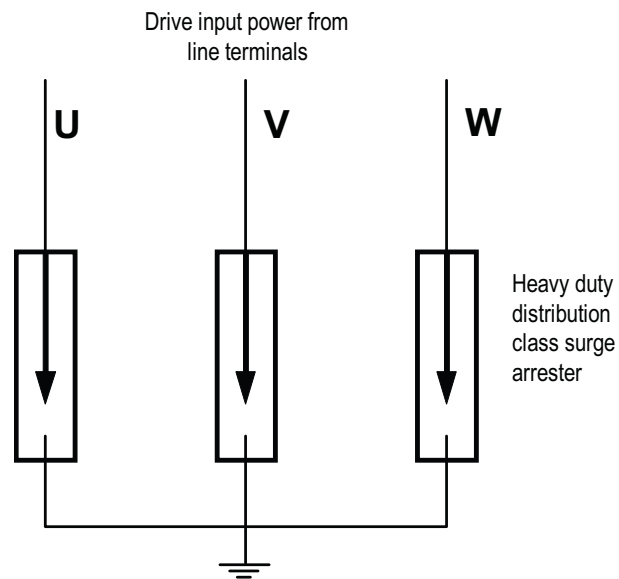 Drive input power from
line terminals
U
V
W
Heavy duty
distribution
class surge
arrester